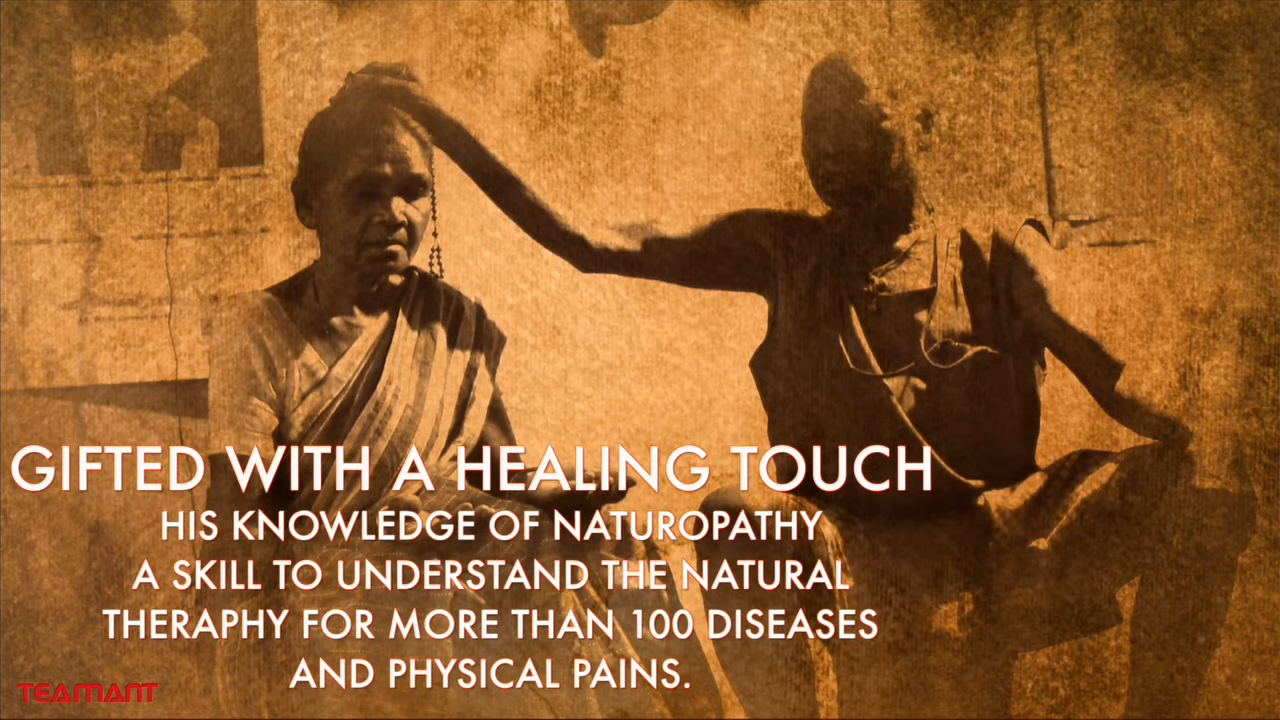 GIFTED WITH A HEALING TOUCH
HIS KNOWLEDGE OF NATUROPATHY
A SKILL TO UNDERSTAND THE NATURAL
THERAPHY FOR MORE THAN 100 DISEASES
AND PHYSICAL PAINS.
TEAMANT